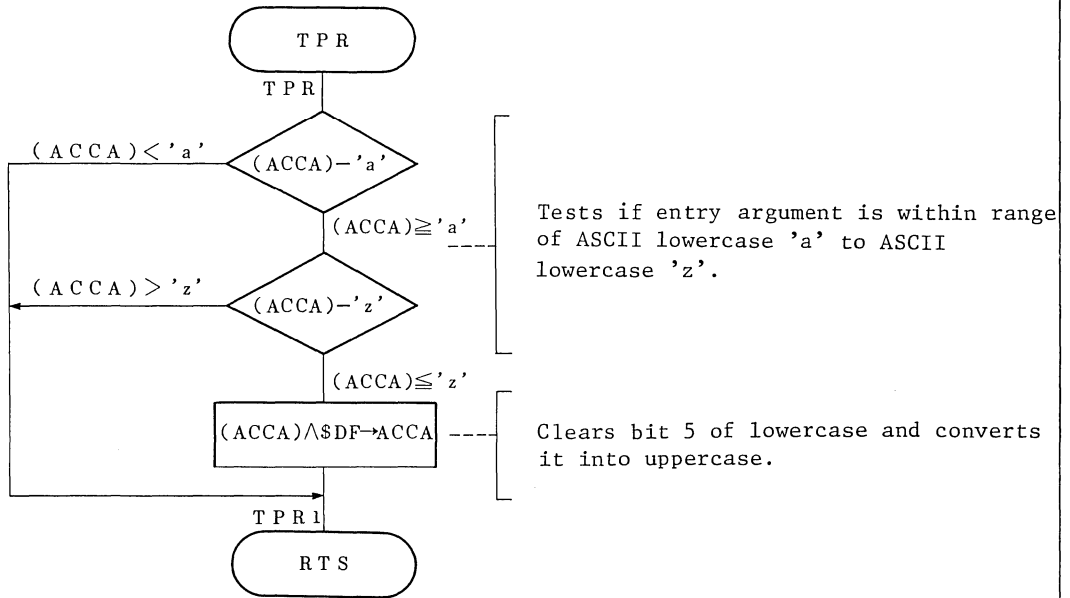 TPR
TPR
(ACCA)<'a'
(ACCA)−'a'
(ACCA)≧'a'
Tests if entry argument is within range
of ASCII lowercase 'a' to ASCII
lowercase 'z'.
(ACCA)>'z'
(ACCA)−'z'
(ACCA)≦'z'
(ACCA)∧$DF→ACCA
Clears bit 5 of lowercase and converts
it into uppercase.
TPR1
RTS